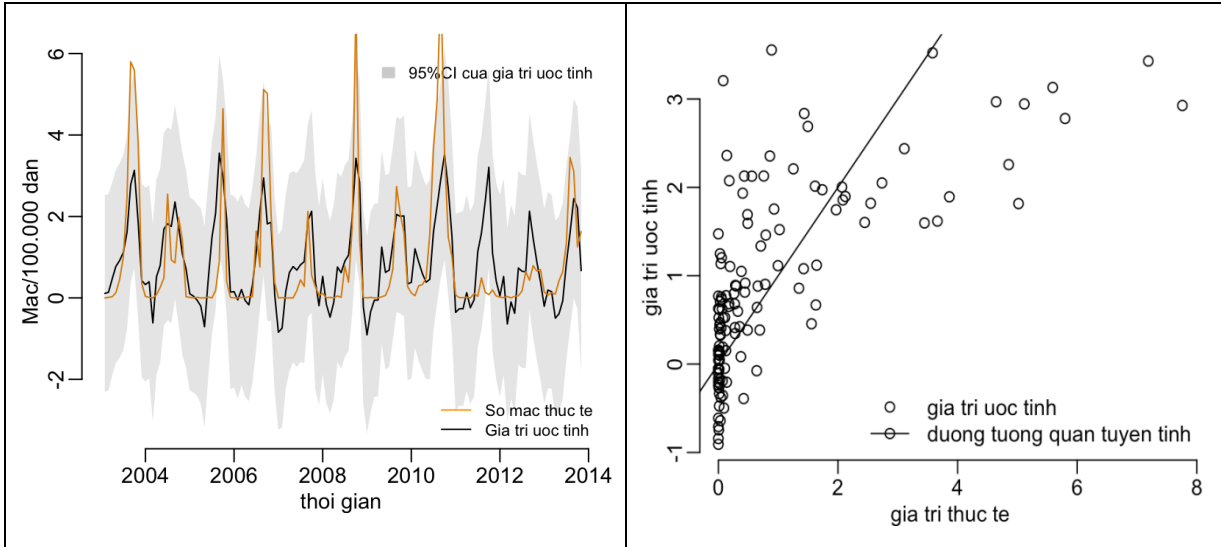 6
4
2
0
-2
Mac/100.000 dan
95%CI cua gia tri uoc tinh
So mac thuc te
Gia tri uoc tinh
2004 2006 2008 2010 2012 2014
thoi gian
3
2
1
0
-1
gia tri uoc tinh
gia tri uoc tinh
duong tuong quan tuyen tinh
0 2 4 6 8
gia tri thuc te